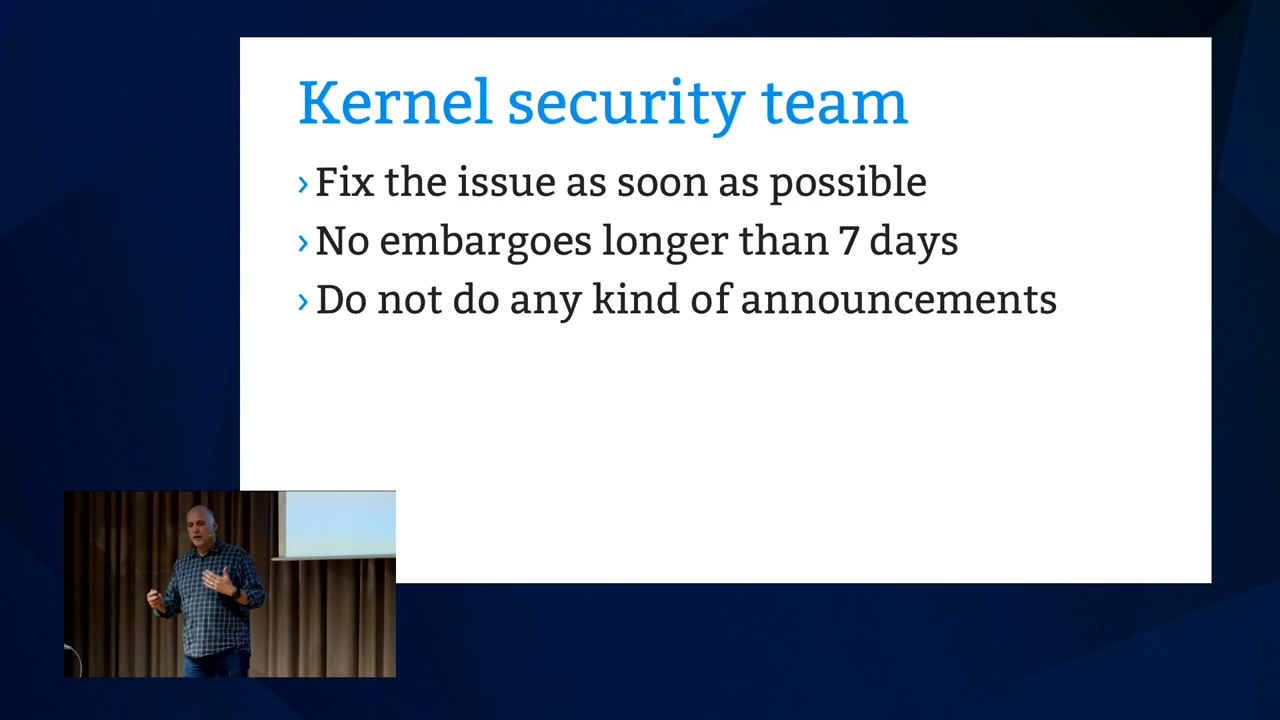 Kernel security team
› Fix the issue as soon as possible
› No embargoes longer than 7 days
› Do not do any kind of announcements